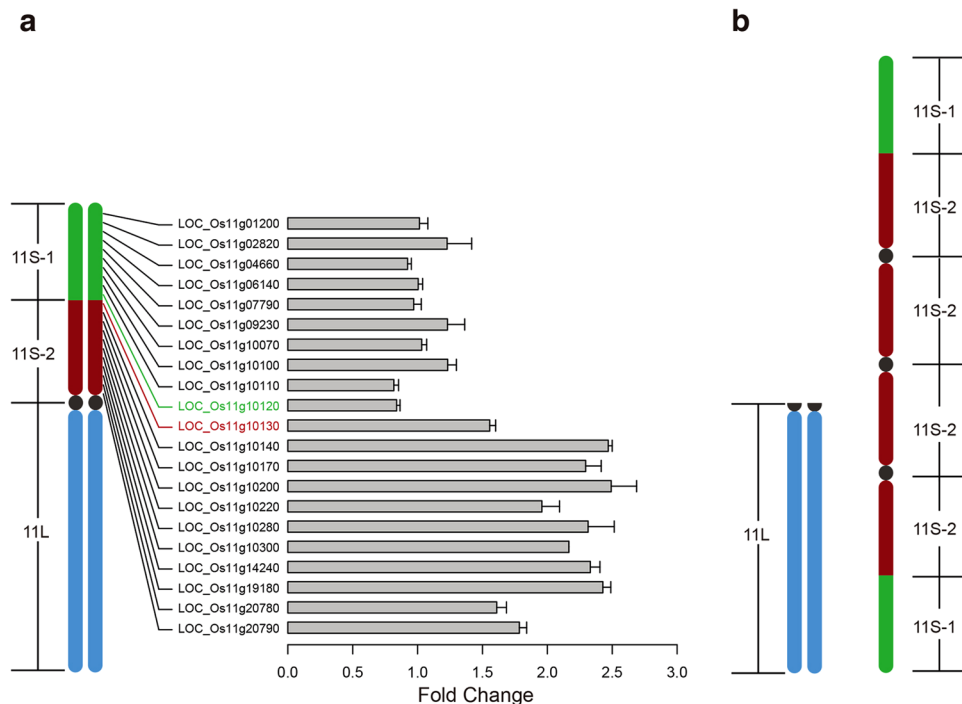 a
11S-1
11S-2
11L
LOC_Os11g01200
LOC_Os11g02820
LOC_Os11g04660
LOC_Os11g06140
LOC_Os11g07790
LOC_Os11g09230
LOC_Os11g10070
LOC_Os11g10100
LOC_Os11g10110
LOC_Os11g10120
LOC_Os11g10130
LOC_Os11g10140
LOC_Os11g10170
LOC_Os11g10200
LOC_Os11g10220
LOC_Os11g10280
LOC_Os11g10300
LOC_Os11g14240
LOC_Os11g19180
LOC_Os11g20780
LOC_Os11g20790
0.0 0.5 1.0 1.5 2.0 2.5 3.0
Fold Change
b
11L
11S-1
11S-2
11S-2
11S-2
11S-2
11S-1